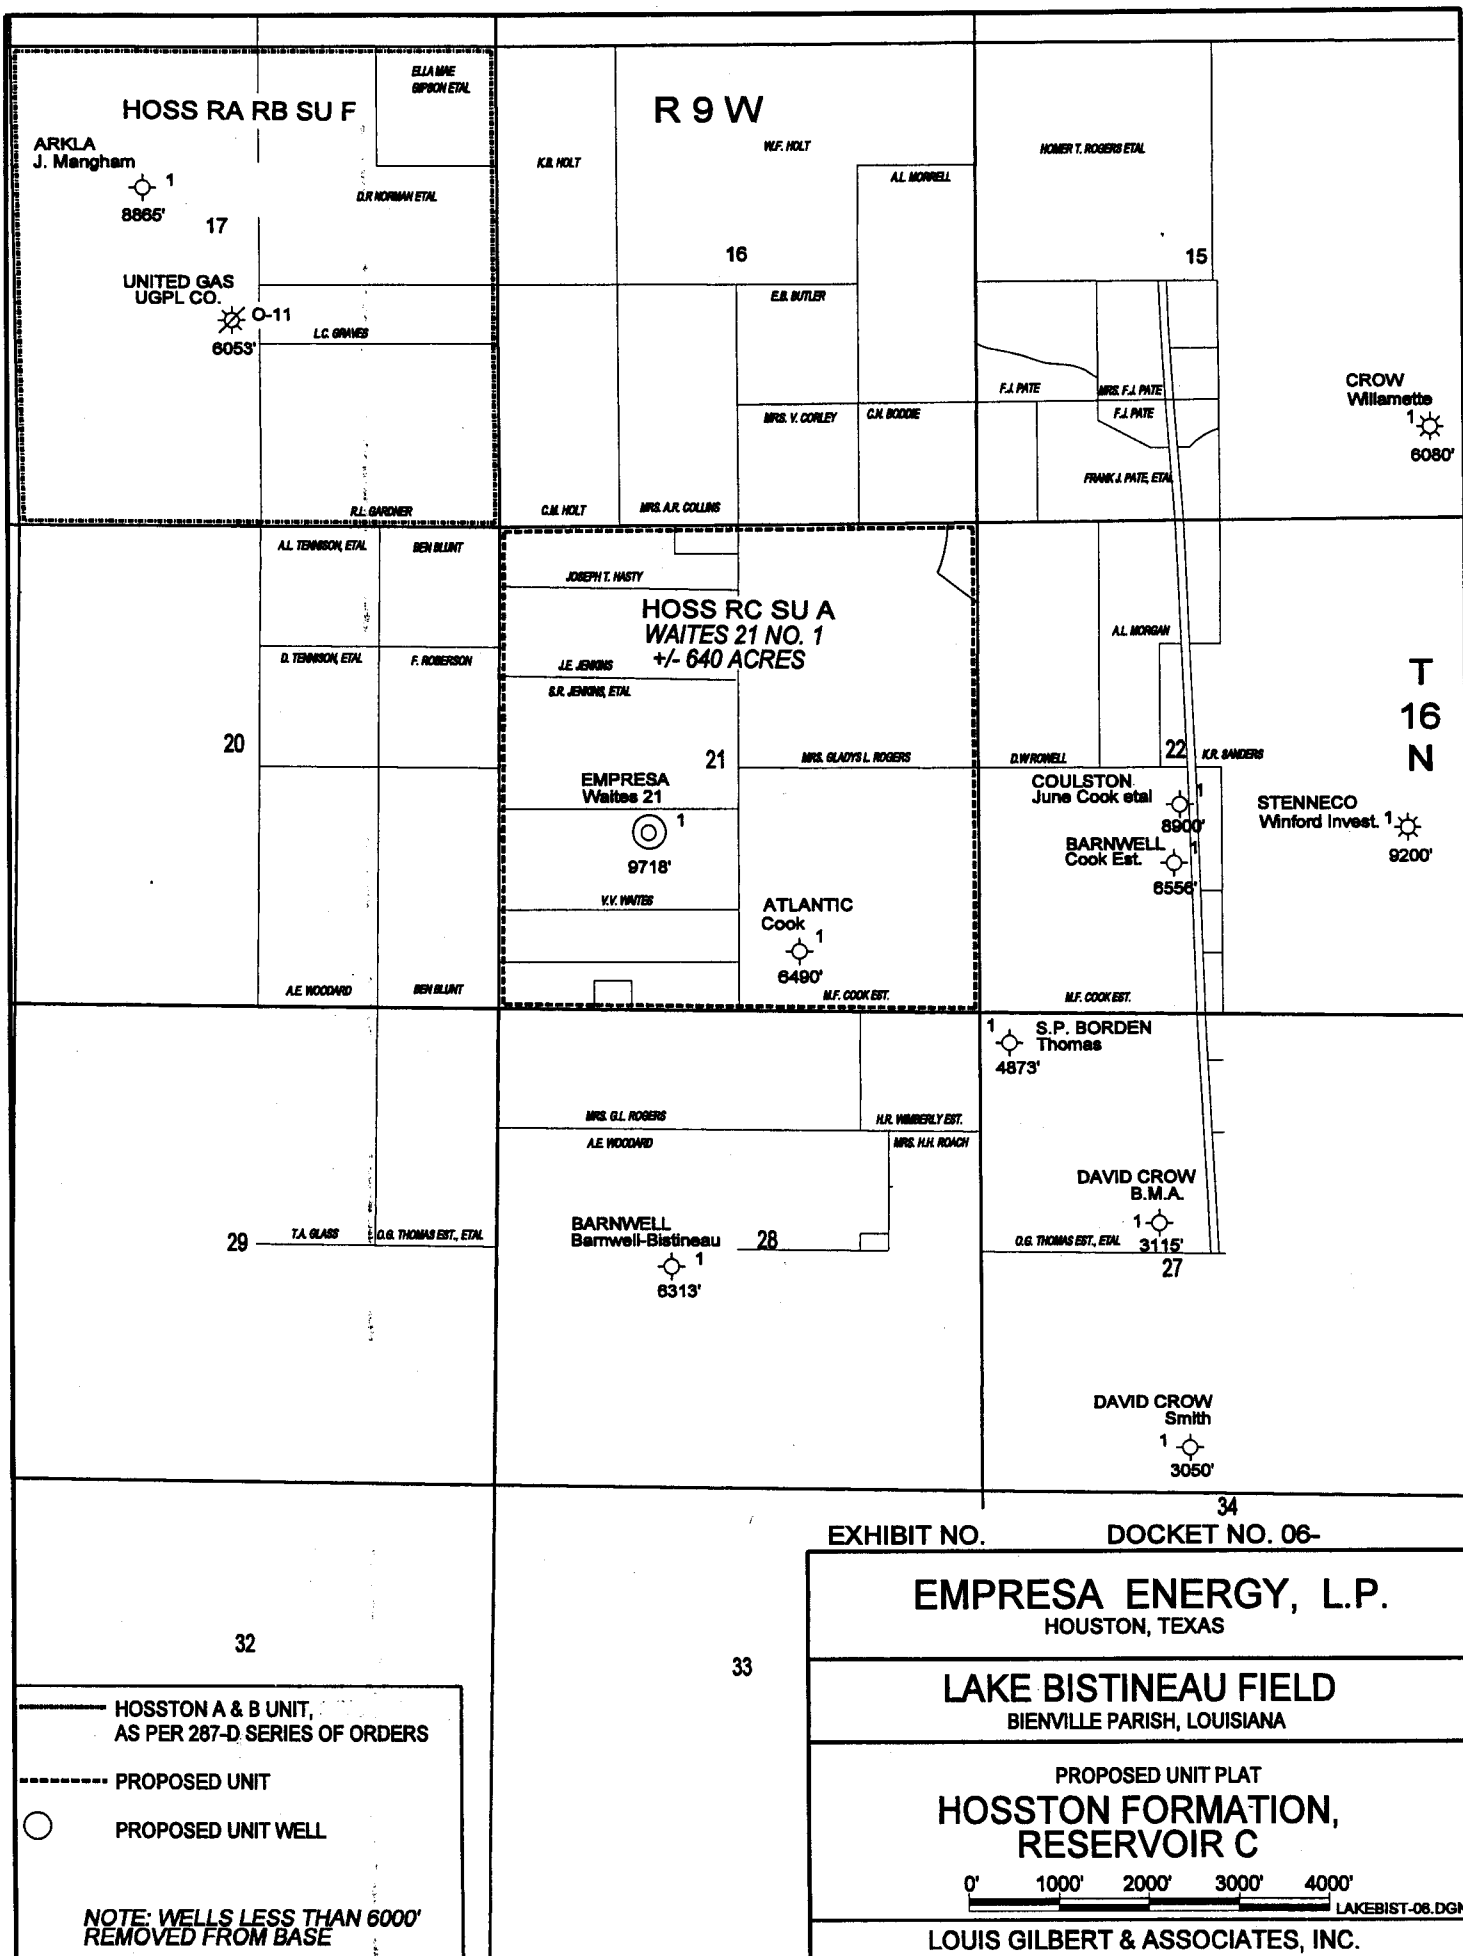 ELLA MAE
GIPSON ETAL
HOSS RA RB SU F
R 9 W
ARKLA
J. Mangham
1
8865'
17
D.R NORMAN ETAL
K.B. HOLT
W.F. HOLT
A.L. MORRELL
HOMER T. ROGERS ETAL
16
15
UNITED GAS
UGPL CO.
O-11
6053'
L.C. GRAVES
E.B. BUTLER
F.J. PATE
MRS. F.J. PATE
F.J. PATE
MRS. V. CORLEY
C.N. BODDIE
CROW
Willamette
1
6080'
FRANK J. PATE, ETAL
R.L. GARDNER
C.M. HOLT
MRS. A.R. COLLINS
A.L. TENNISON, ETAL
BEN BLUNT
JOSEPH T. HASTY
HOSS RC SU A
WAITES 21 NO. 1
+/- 640 ACRES
A.L. MORGAN
D. TENNISON, ETAL
F. ROBERSON
J.E. JENKINS
S.R. JENKINS, ETAL
T
16
N
20
21
MRS. GLADYS L. ROGERS
D.W ROWELL
22
K.R. SANDERS
EMPRESA
Waites 21
1
9718'
COULSTON
June Cook etal
1
8900'
STENNECO
Winford Invest.
1
9200'
BARNWELL
Cook Est.
1
6556'
V.V. WAITES
ATLANTIC
Cook
1
6490'
A.E. WOODARD
BEN BLUNT
M.F. COOK EST.
M.F. COOK EST.
1
S.P. BORDEN
Thomas
4873'
MRS. G.L. ROGERS
H.R. WIMBERLY EST.
A.E. WOODARD
MRS. H.H. ROACH
DAVID CROW
B.M.A.
1
3115'
29
T.A. GLASS
O.G. THOMAS EST., ETAL
BARNWELL
Barnwell-Bistineau
1
6313'
28
O.G. THOMAS EST., ETAL
27
DAVID CROW
Smith
1
3050'
34
EXHIBIT NO.
DOCKET NO. 06-
EMPRESA ENERGY, L.P.
HOUSTON, TEXAS
32
33
LAKE BISTINEAU FIELD
BIENVILLE PARISH, LOUISIANA
HOSSTON A & B UNIT,
AS PER 287-D SERIES OF ORDERS
PROPOSED UNIT
PROPOSED UNIT WELL
NOTE: WELLS LESS THAN 6000'
REMOVED FROM BASE
PROPOSED UNIT PLAT
HOSSTON FORMATION,
RESERVOIR C
0' 1000' 2000' 3000' 4000'
LAKEBIST-06.DGN
LOUIS GILBERT & ASSOCIATES, INC.